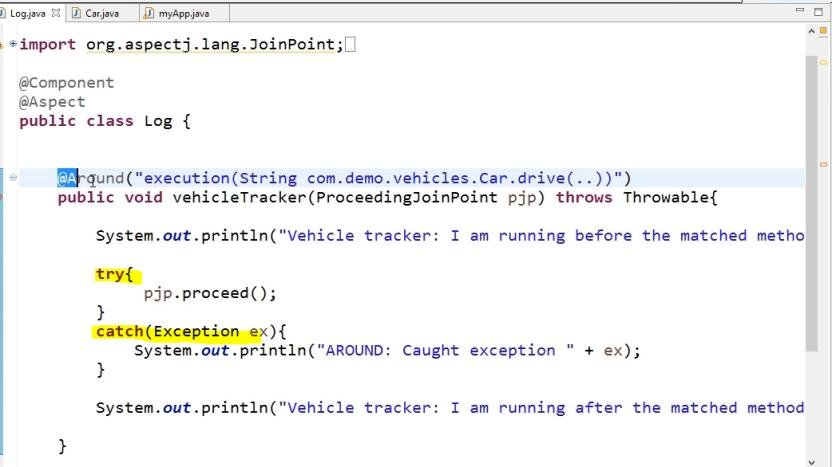 Log.java Car.java myApp.java
import org.aspectj.lang.JoinPoint;
@Component
@Aspect
public class Log {
@Around("execution(String com.demo.vehicles.Car.drive(..))")
public void vehicleTracker(ProceedingJoinPoint pjp) throws Throwable{
System.out.println("Vehicle tracker: I am running before the matched metho
try{
pjp.proceed();
}
catch(Exception ex){
System.out.println("AROUND: Caught exception " + ex);
}
System.out.println("Vehicle tracker: I am running after the matched method
}